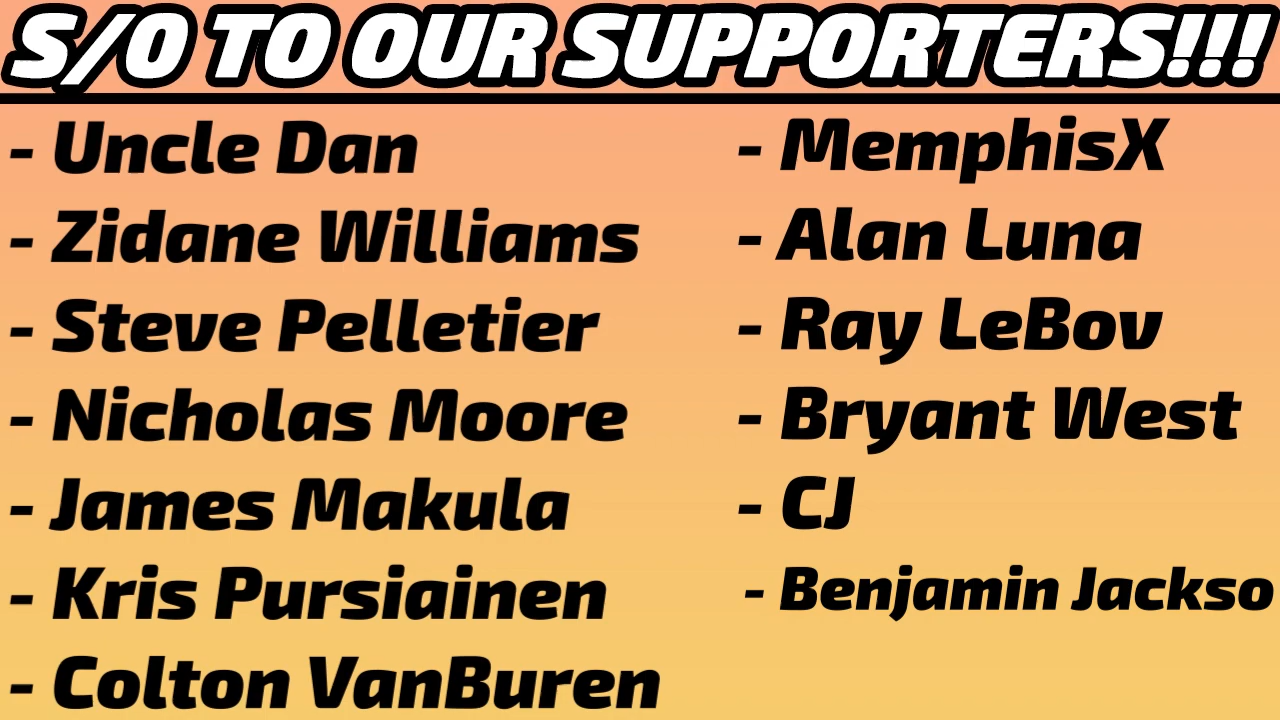 S/O TO OUR SUPPORTERS!!!
- Uncle Dan
- Zidane Williams
- Steve Pelletier
- Nicholas Moore
- James Makula
- Kris Pursiainen
- Colton VanBuren
- MemphisX
- Alan Luna
- Ray LeBov
- Bryant West
- CJ
- Benjamin Jackso